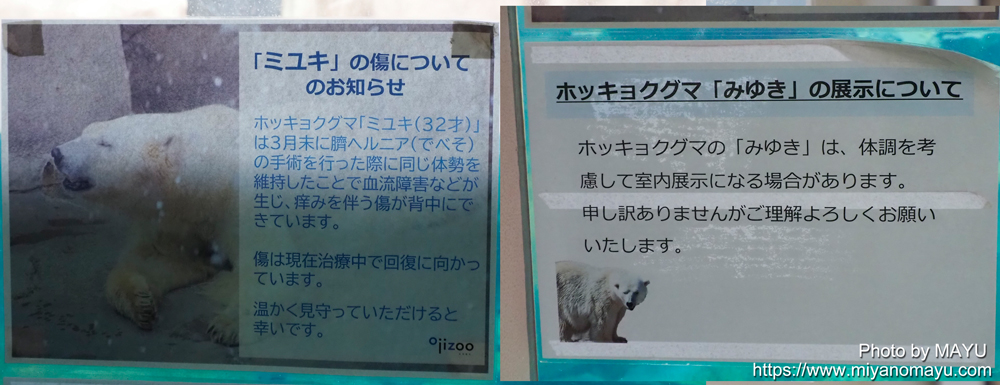 「ミユキ」の傷について
のお知らせ
ホッキョクグマ「ミユキ(32才)」
は3月末に臍ヘルニア(でべそ)
の手術を行った際に同じ体勢を
維持したことで血流障害などが
生じ、痒みを伴う傷が背中にで
きています。
傷は現在治療中で回復に向かっ
ています。
温かく見守っていただけると
幸いです。
ojizoo
ホッキョクグマ「みゆき」の展示について
ホッキョクグマの「みゆき」は、体調を考
慮して室内展示になる場合があります。
申し訳ありませんがご理解よろしくお願い
いたします。
Photo by MAYU
https://www.miyanomayu.com/